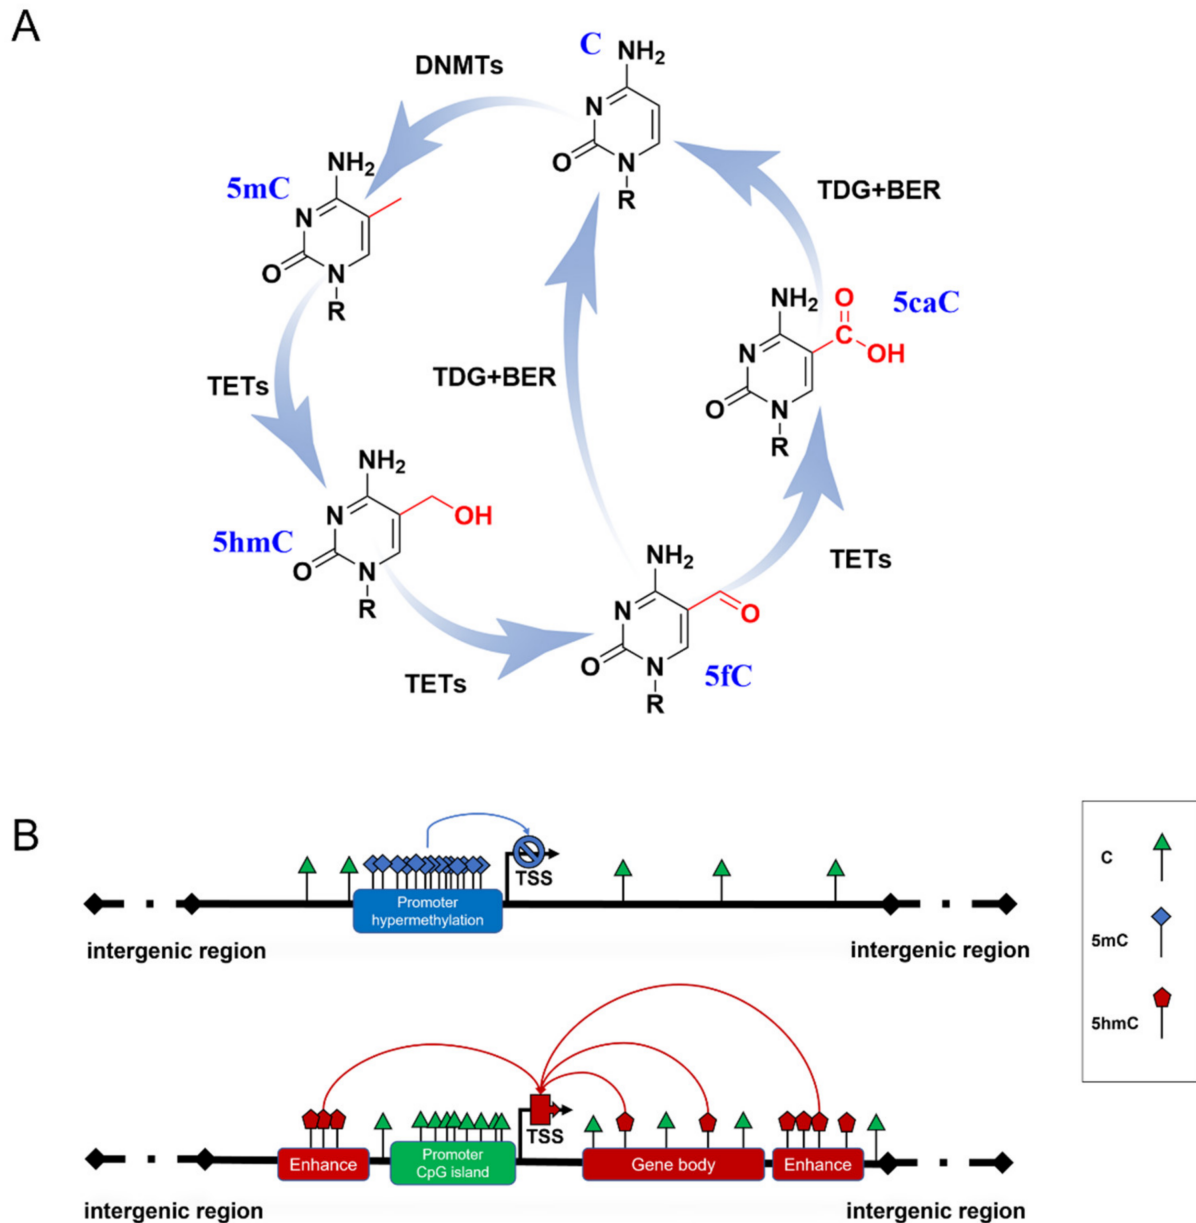 A
C
NH2
N
O
N
R
DNMTs
5mC
NH2
N
O
N
R
TDG+BER
5caC
NH2
O
C
OH
N
O
N
R
TETs
TDG+BER
5hmC
NH2
OH
N
O
N
R
TETs
TETs
NH2
N
O
O
N
R
5fC
B
TSS
Promoter
hypermethylation
intergenic region
intergenic region
C
5mC
5hmC
TSS
Enhance
Promoter
CpG island
Gene body
Enhance
intergenic region
intergenic region